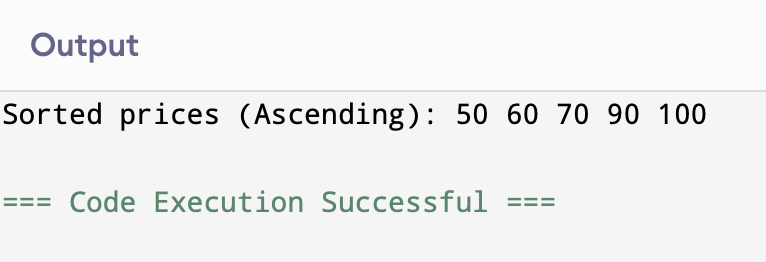 Output
Sorted prices (Ascending): 50 60 70 90 100
=== Code Execution Successful ===